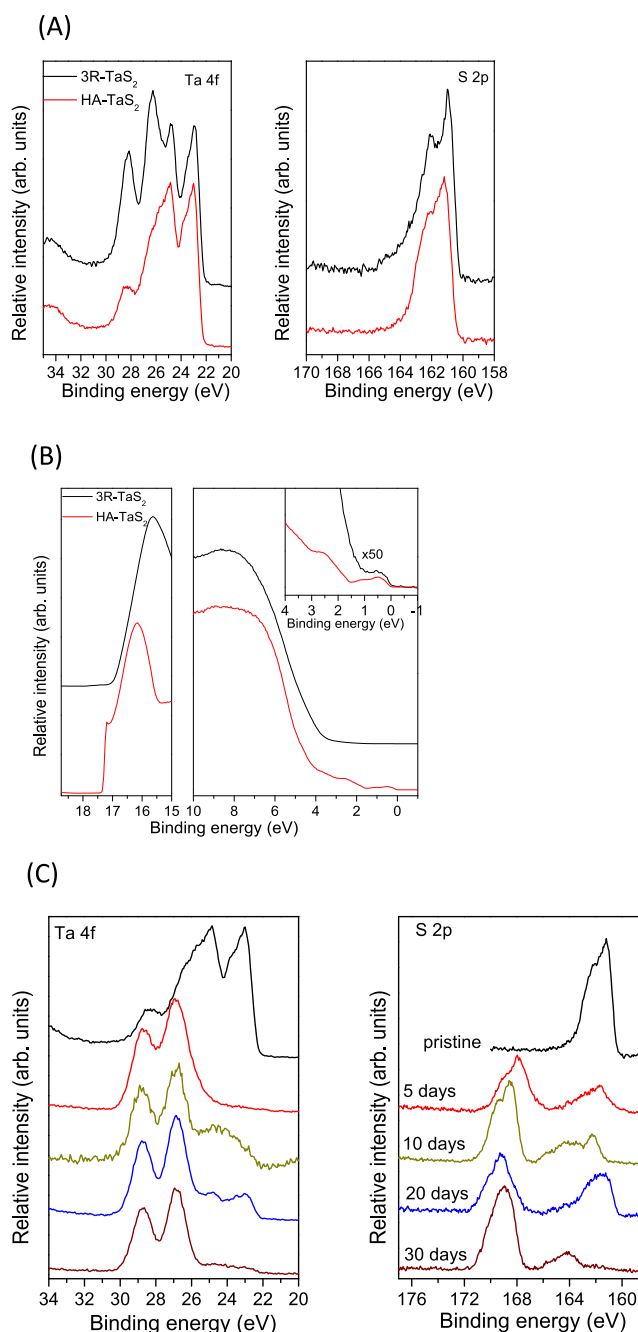 (A)
3R-TaS₂
HA-TaS₂
Ta 4f
Relative intensity (arb. units)
34 32 30 28 26 24 22 20
Binding energy (eV)
S 2p
Relative intensity (arb. units)
170 168 166 164 162 160 158
Binding energy (eV)
(B)
3R-TaS₂
HA-TaS₂
Relative intensity (arb. units)
18 17 16 15
10 8 6 4 2 0
Binding energy (eV)
x50
4 3 2 1 0 -1
Binding energy (eV)
(C)
Ta 4f
Relative intensity (arb. units)
34 32 30 28 26 24 22 20
Binding energy (eV)
S 2p
Relative intensity (arb. units)
pristine
5 days
10 days
20 days
30 days
176 172 168 164 160
Binding energy (eV)